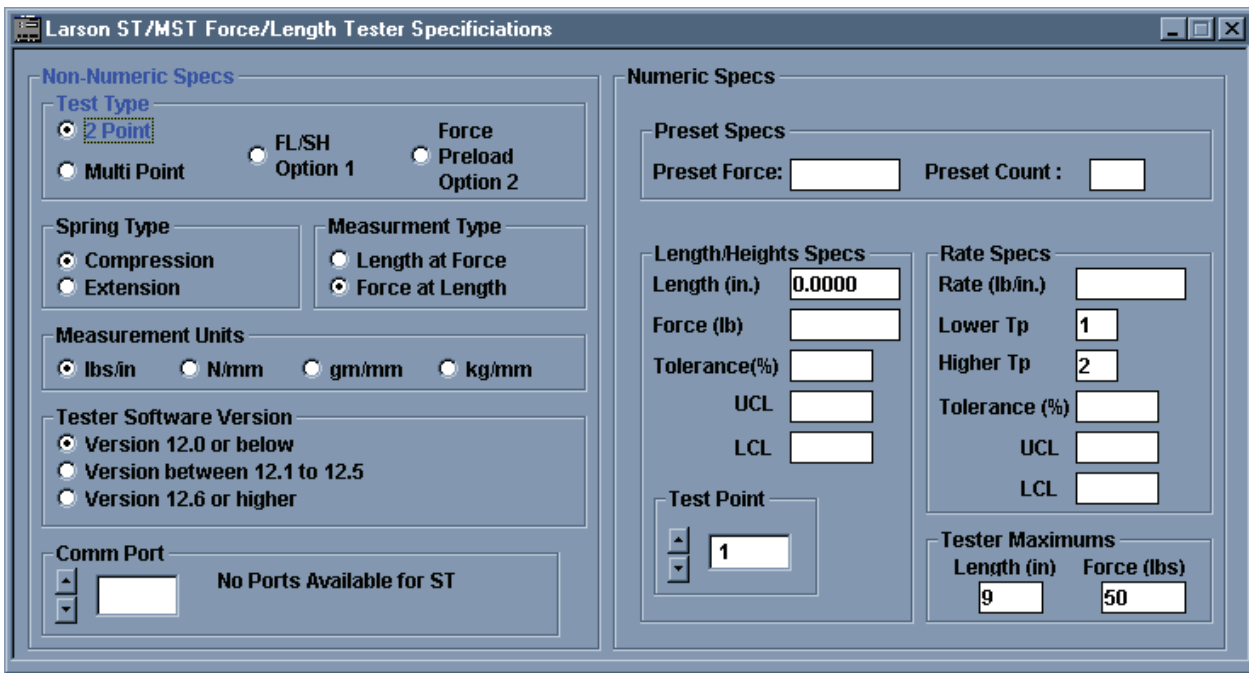 Larson ST/MST Force/Length Tester Specificiations
Non-Numeric Specs
Test Type
2 Point
Multi Point
FL/SH
Option 1
Force
Preload
Option 2
Spring Type
Compression
Extension
Measurment Type
Length at Force
Force at Length
Measurement Units
lbs/in N/mm gm/mm kg/mm
Tester Software Version
Version 12.0 or below
Version between 12.1 to 12.5
Version 12.6 or higher
Comm Port
No Ports Available for ST
Numeric Specs
Preset Specs
Preset Force: Preset Count :
Length/Heights Specs
Length (in.) 0.0000
Force (lb)
Tolerance(%)
UCL
LCL
Test Point
1
Rate Specs
Rate (lb/in.)
Lower Tp 1
Higher Tp 2
Tolerance (%)
UCL
LCL
Tester Maximums
Length (in) Force (lbs)
9 50